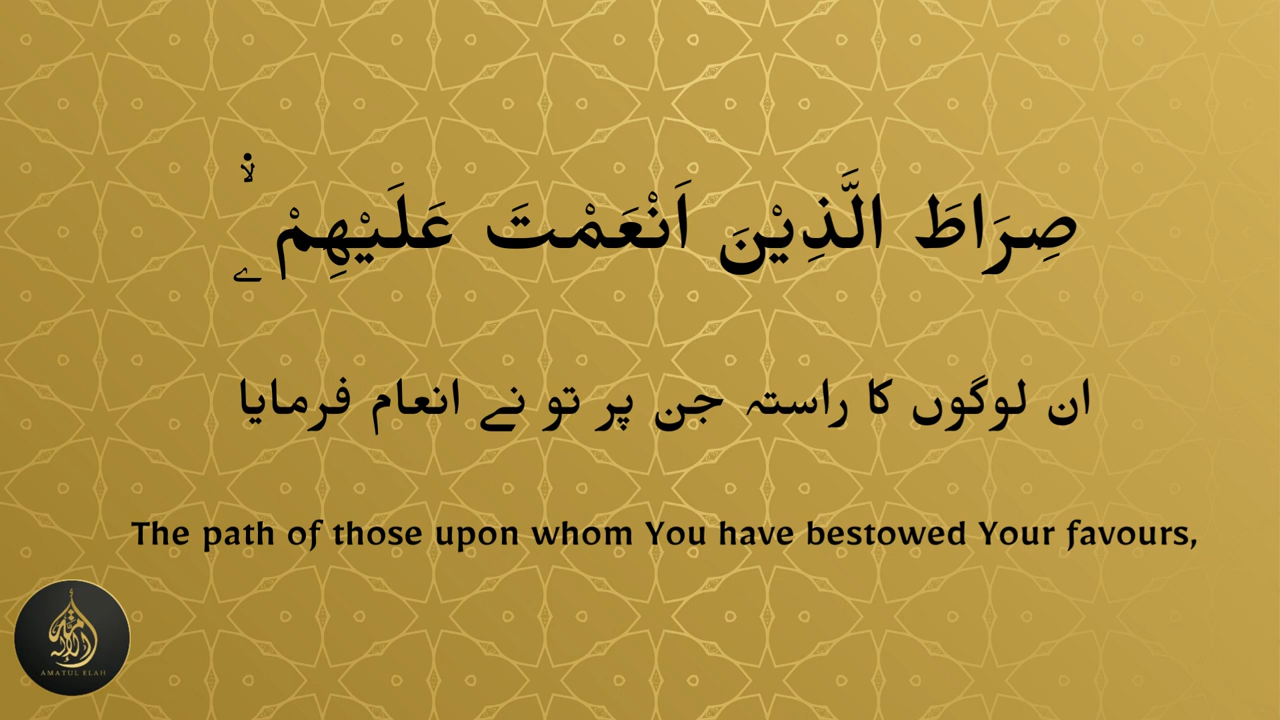 صِرَاطَ الَّذِيْنَ اَنْعَمْتَ عَلَيْهِمْ ۙ۬ ۦ
ان لوگوں کا راستہ جن پر تو نے انعام فرمایا
The path of those upon whom You have bestowed Your favours,
AMATUL ELAH